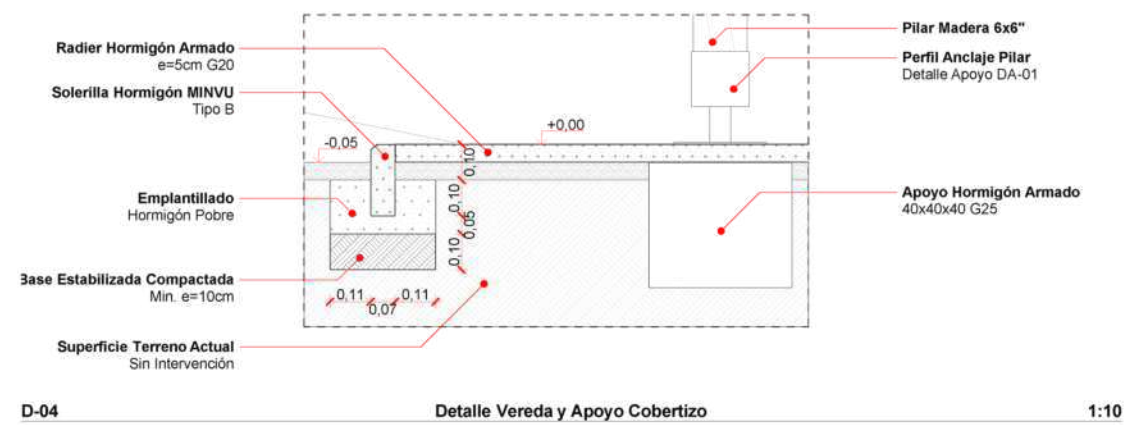 Radier Hormigón Armado
e=5cm G20
Solerilla Hormigón MINVU
Tipo B
Emplantillado
Hormigón Pobre
Base Estabilizada Compactada
Min. e=10cm
Superficie Terreno Actual
Sin Intervención
-0,05
+0,00
0,10
0,10
0,05
0,10
0,11
0,07
0,11
Pilar Madera 6x6"
Perfil Anclaje Pilar
Detalle Apoyo DA-01
Apoyo Hormigón Armado
40x40x40 G25
D-04
Detalle Vereda y Apoyo Cobertizo
1:10